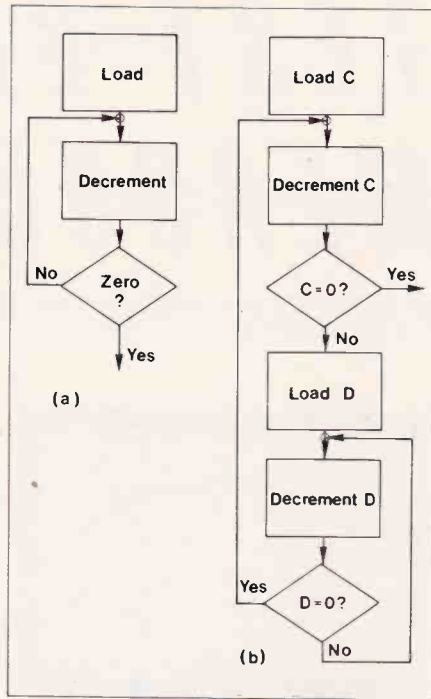 Load
Decrement
No
Zero
?
Yes
(a)
Load C
Decrement C
C = 0?
Yes
No
Load D
Decrement D
Yes
D = 0?
No
(b)